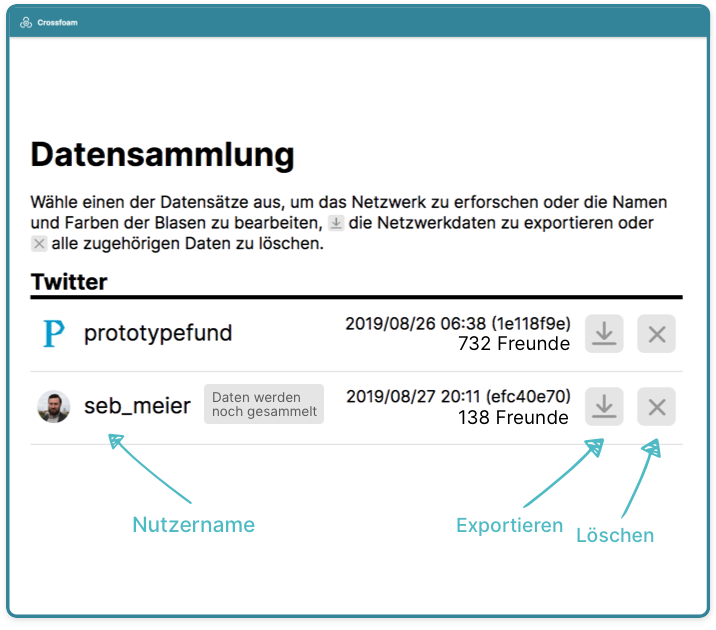 Crossfoam
Datensammlung
Wähle einen der Datensätze aus, um das Netzwerk zu erforschen oder die Namen
und Farben der Blasen zu bearbeiten, die Netzwerkdaten zu exportieren oder
alle zugehörigen Daten zu löschen.
Twitter
P prototypefund 2019/08/26 06:38 (1e118f9e)
732 Freunde
seb_meier Daten werden
noch gesammelt
2019/08/27 20:11 (efc40e70)
138 Freunde
Nutzername
Exportieren
Löschen